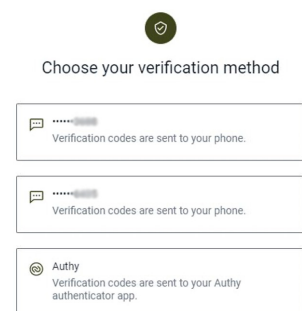 Choose your verification method
Verification codes are sent to your phone.
Verification codes are sent to your phone.
Authy
Verification codes are sent to your Authy
authenticator app.